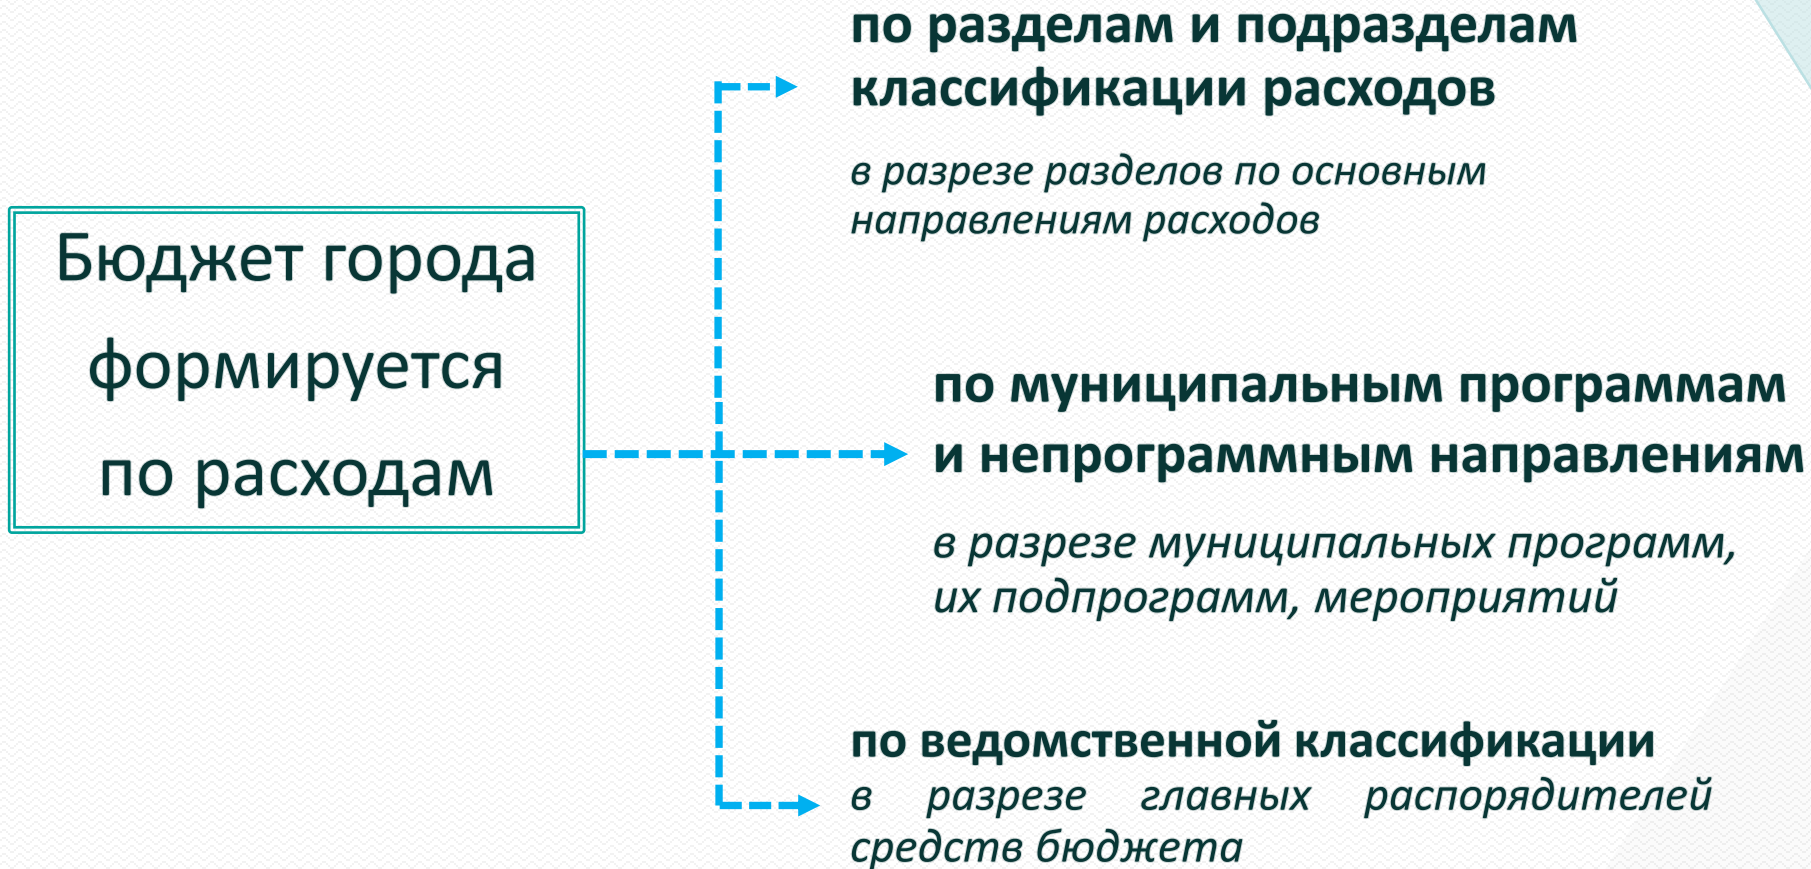 Бюджет города
формируется
по расходам
по разделам и подразделам
классификации расходов
в разрезе разделов по основным
направлениям расходов
по муниципальным программам
и непрограммным направлениям
в разрезе муниципальных программ,
их подпрограмм, мероприятий
по ведомственной классификации
в разрезе главных распорядителей
средств бюджета